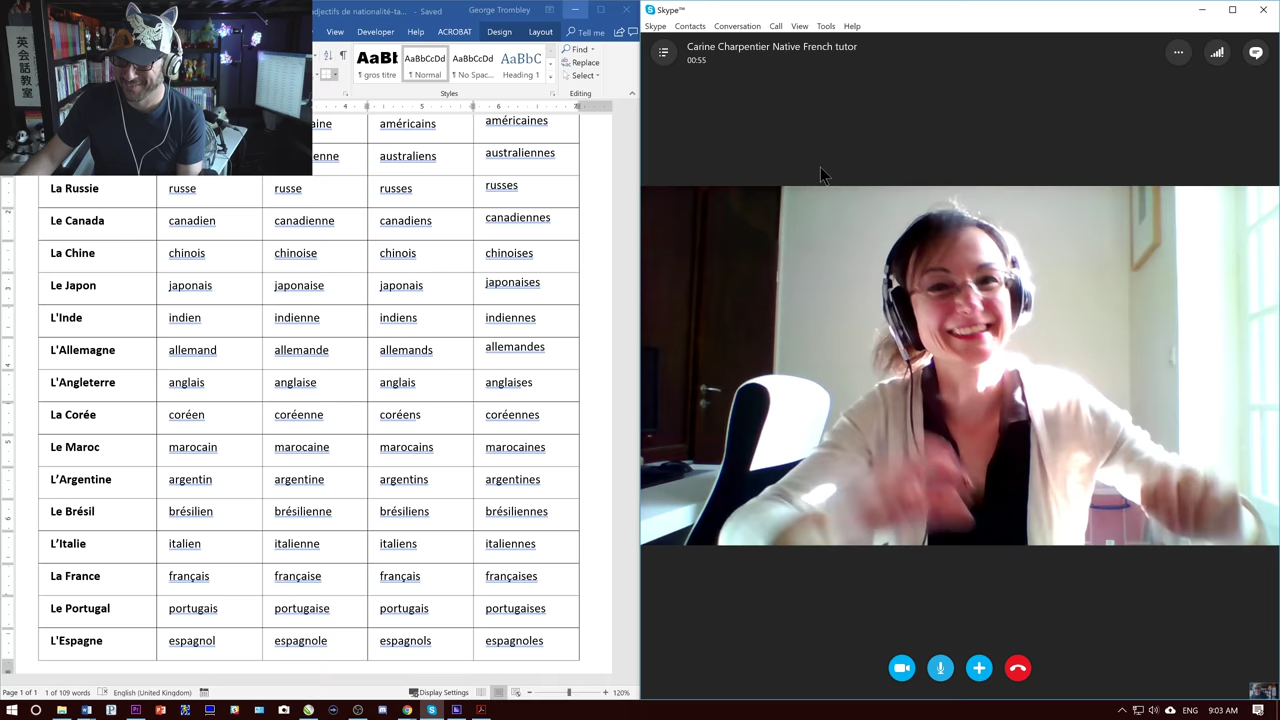 英会話教室
djectifs de nationalité-ta... - Saved
George Trombley
View
Developer
Help
ACROBAT
Design
Layout
Tell me
AaBt
AaBbCcDd
AaBbCcDd
AaBbC
¶ gros titre
¶ Normal
¶ No Spac...
Heading 1
Styles
Find
Replace
Select
Editing
aine américains américaines
enne australiens australiennes
La Russie russe russe russes russes
Le Canada canadien canadienne canadiens canadiennes
La Chine chinois chinoise chinois chinoises
Le Japon japonais japonaise japonais japonaises
L'Inde indien indienne indiens indiennes
L'Allemagne allemand allemande allemands allemandes
L'Angleterre anglais anglaise anglais anglaises
La Corée coréen coréenne coréens coréennes
Le Maroc marocain marocaine marocains marocaines
L’Argentine argentin argentine argentins argentines
Le Brésil brésilien brésilienne brésiliens brésiliennes
L’Italie italien italienne italiens italiennes
La France français française français françaises
Le Portugal portugais portugaise portugais portugaises
L'Espagne espagnol espagnole espagnols espagnoles
Page 1 of 1 1 of 109 words English (United Kingdom) Display Settings 120%
Skype™
Skype Contacts Conversation Call View Tools Help
Carine Charpentier Native French tutor
00:55
ENG 9:03 AM